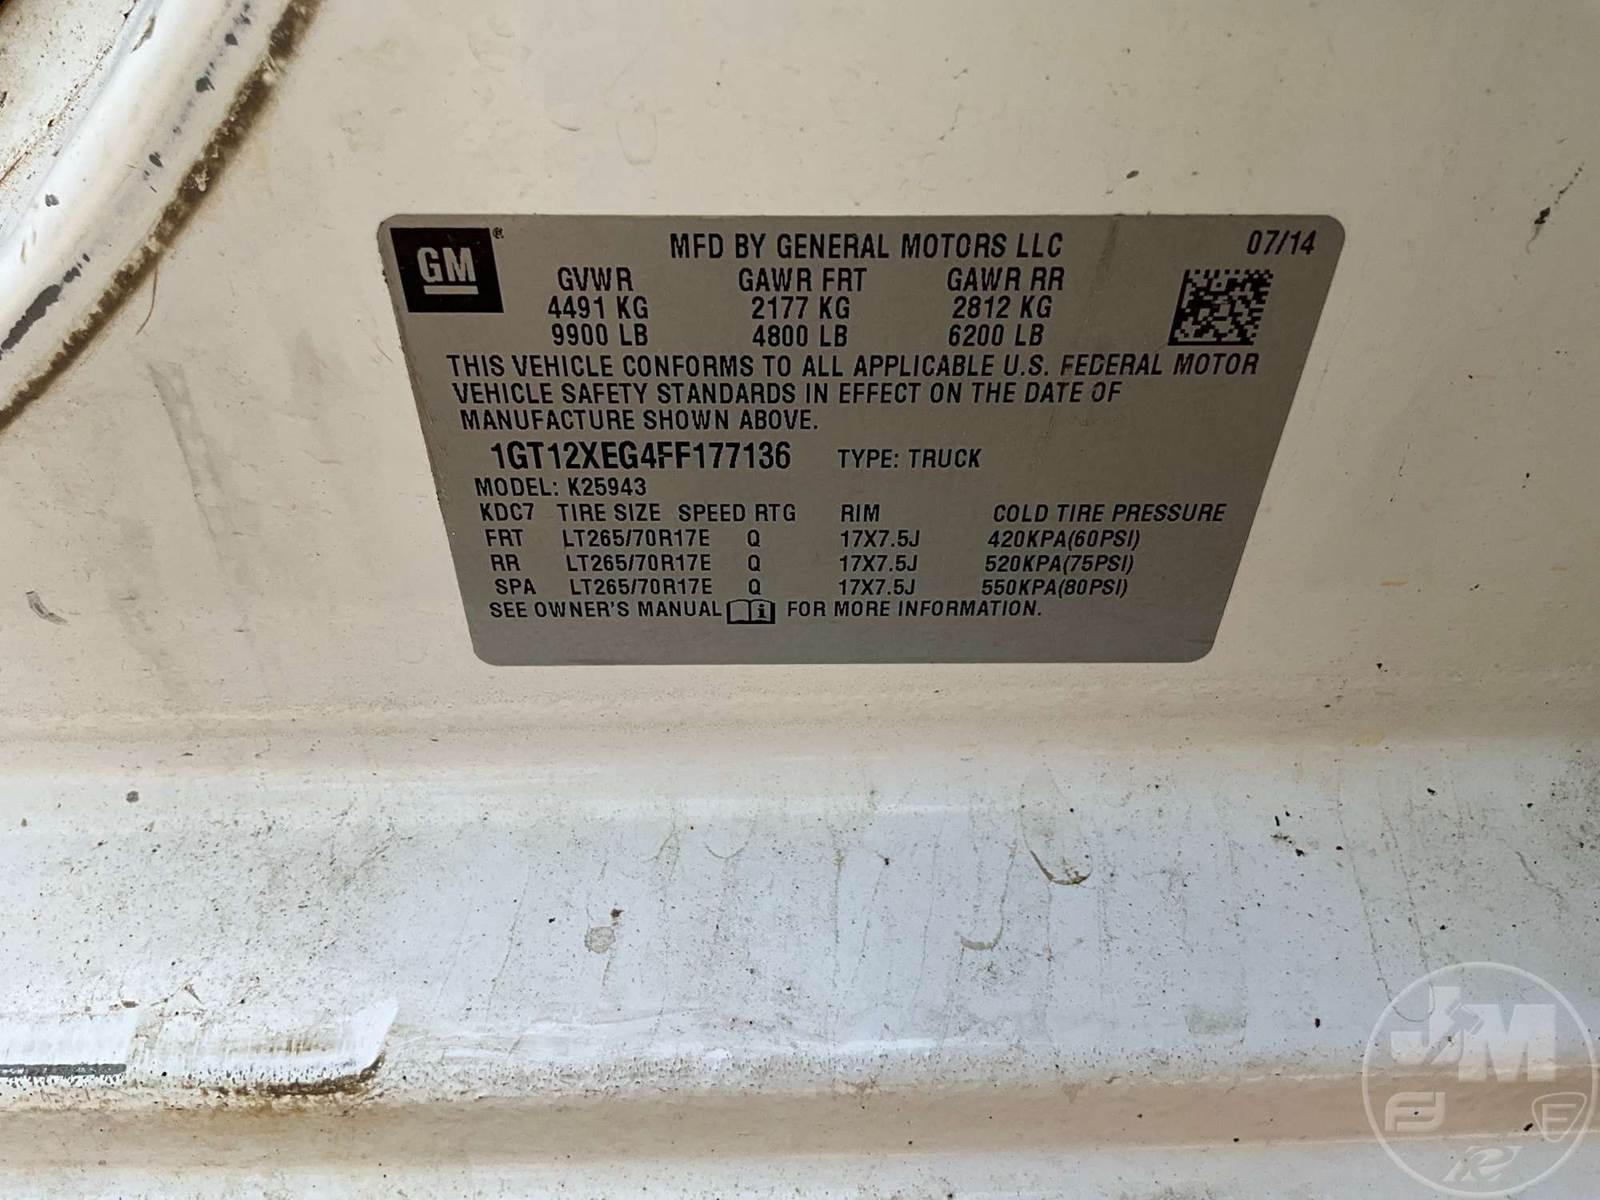 GM®
MFD BY GENERAL MOTORS LLC 07/14
GVWR GAWR FRT GAWR RR
4491 KG 2177 KG 2812 KG
9900 LB 4800 LB 6200 LB
THIS VEHICLE CONFORMS TO ALL APPLICABLE U.S. FEDERAL MOTOR
VEHICLE SAFETY STANDARDS IN EFFECT ON THE DATE OF
MANUFACTURE SHOWN ABOVE.
1GT12XEG4FF177136 TYPE: TRUCK
MODEL: K25943
KDC7 TIRE SIZE SPEED RTG RIM COLD TIRE PRESSURE
FRT LT265/70R17E Q 17X7.5J 420KPA(60PSI)
RR LT265/70R17E Q 17X7.5J 520KPA(75PSI)
SPA LT265/70R17E Q 17X7.5J 550KPA(80PSI)
SEE OWNER'S MANUAL FOR MORE INFORMATION.
J M
E